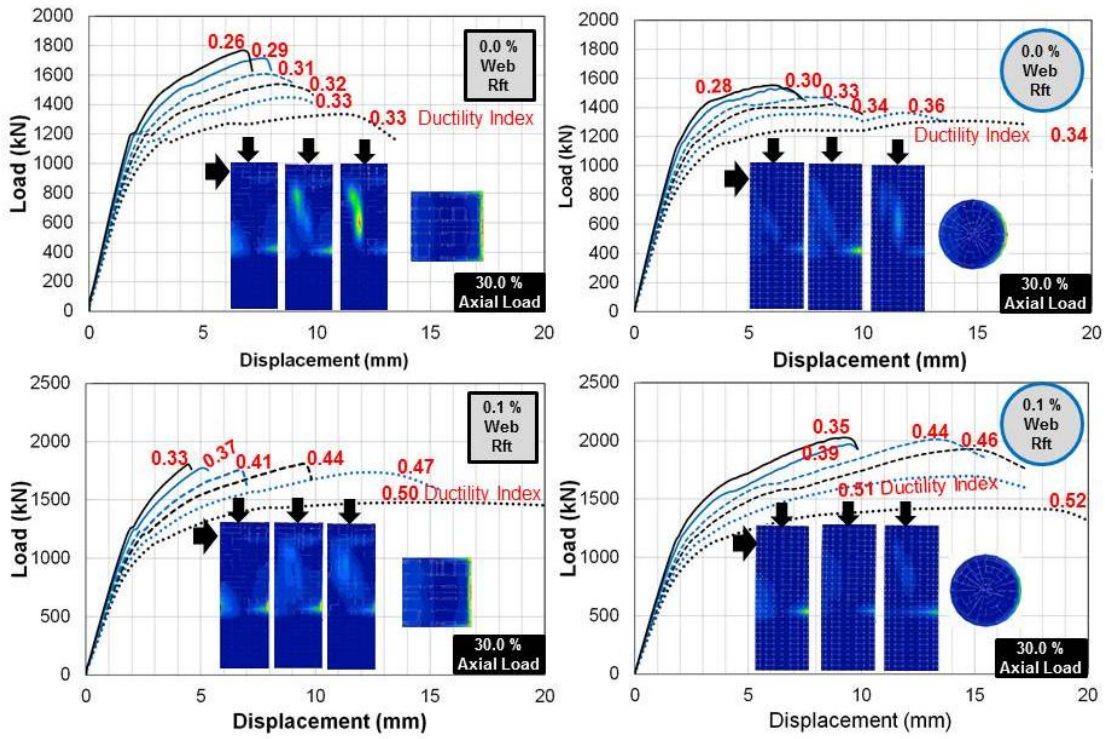 2000
1800
1600
1400
1200
1000
800
600
400
200
0
Load (kN)
0.26
0.29
0.31
0.32
0.33
0.33 Ductility Index
0.0 %
Web
Rft
30.0 %
Axial Load
0 5 10 15 20
Displacement (mm)
2000
1800
1600
1400
1200
1000
800
600
400
200
0
Load (kN)
0.28
0.30
0.33
0.34
0.36
Ductility Index 0.34
0.0 %
Web
Rft
30.0 %
Axial Load
0 5 10 15 20
Displacement (mm)
2500
2000
1500
1000
500
0
Load (kN)
0.33
0.37
0.41
0.44
0.47
0.50 Ductility Index
0.1 %
Web
Rft
30.0 %
Axial Load
0 5 10 15 20
Displacement (mm)
2500
2000
1500
1000
500
0
Load (kN)
0.35
0.39
0.44
0.46
0.51 Ductility Index
0.52
0.1 %
Web
Rft
30.0 %
Axial Load
0 5 10 15 20
Displacement (mm)